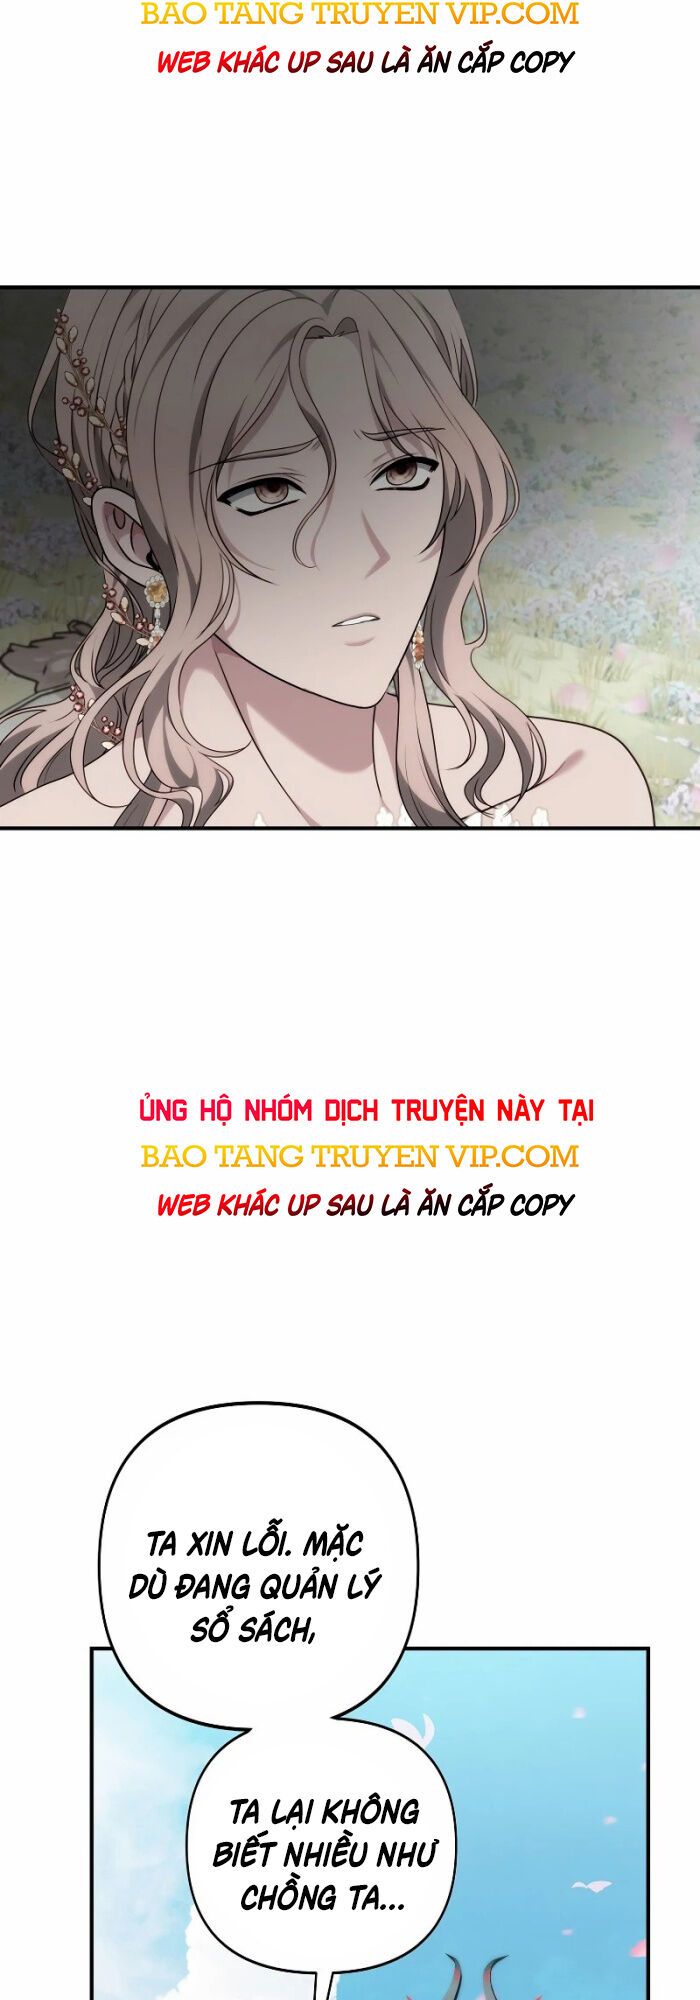 BAO TANG TRUYEN VIP.COM
WEB KHÁC UP SAU LÀ ĂN CẮP COPY
ỦNG HỘ NHÓM DỊCH TRUYỆN NÀY TẠI
BAO TANG TRUYEN VIP.COM
WEB KHÁC UP SAU LÀ ĂN CẮP COPY
TA XIN LỖI. MẶC
DÙ ĐANG QUẢN LÝ
SỔ SÁCH,
TA LẠI KHÔNG
BIẾT NHIỀU NHƯ
CHỒNG TA...